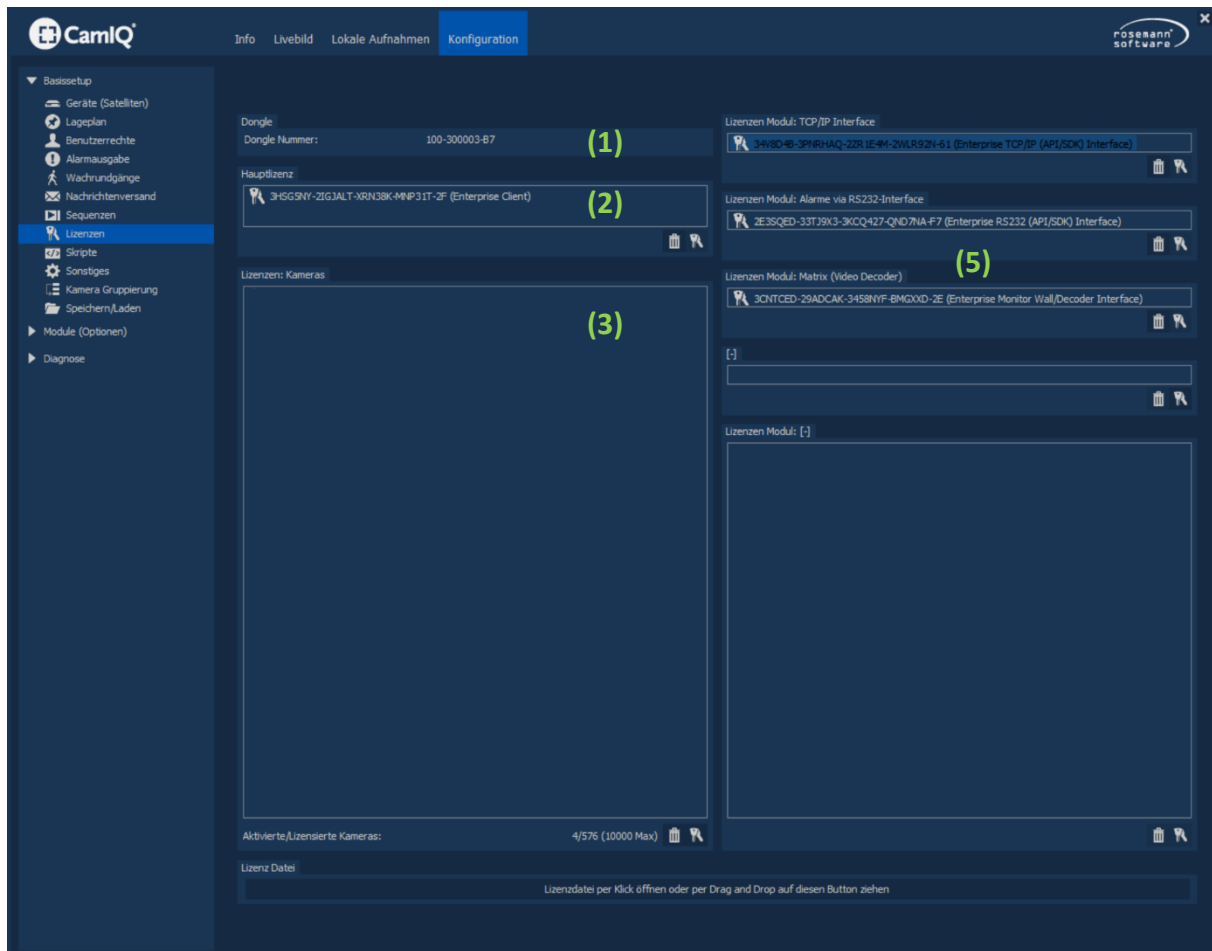 CamIQ®
Info Livebild Lokale Aufnahmen Konfiguration
rosemann®
software
Basissetup
Geräte (Satelliten)
Lageplan
Benutzerrechte
Alarmausgabe
Wachrundgänge
Nachrichtenversand
Sequenzen
Lizenzen
Skripte
Sonstiges
Kamera Gruppierung
Speichern/Laden
Module (Optionen)
Diagnose
Dongle
Dongle Nummer: 100-300003-B7
(1)
Hauptlizenz
3HSG5NY-2IGJALT-XRN38K-MNP31T-2F (Enterprise Client)
(2)
Lizenzen: Kameras
(3)
Aktivierte/Lizensierte Kameras: 4/576 (10000 Max)
Lizenzen Modul: TCP/IP Interface
34V8D4B-3PNRHAQ-2ZR1E4M-2WLR92N-61 (Enterprise TCP/IP (API/SDK) Interface)
Lizenzen Modul: Alarme via RS232-Interface
2E3SQED-33TJ9X3-3KCQ427-QND7NA-F7 (Enterprise RS232 (API/SDK) Interface)
(5)
Lizenzen Modul: Matrix (Video Decoder)
3CNTCED-29ADCAK-3458NYF-BMGXXD-2E (Enterprise Monitor Wall/Decoder Interface)
[-]
Lizenzen Modul: [-]
Lizenz Datei
Lizenzdatei per Klick öffnen oder per Drag and Drop auf diesen Button ziehen